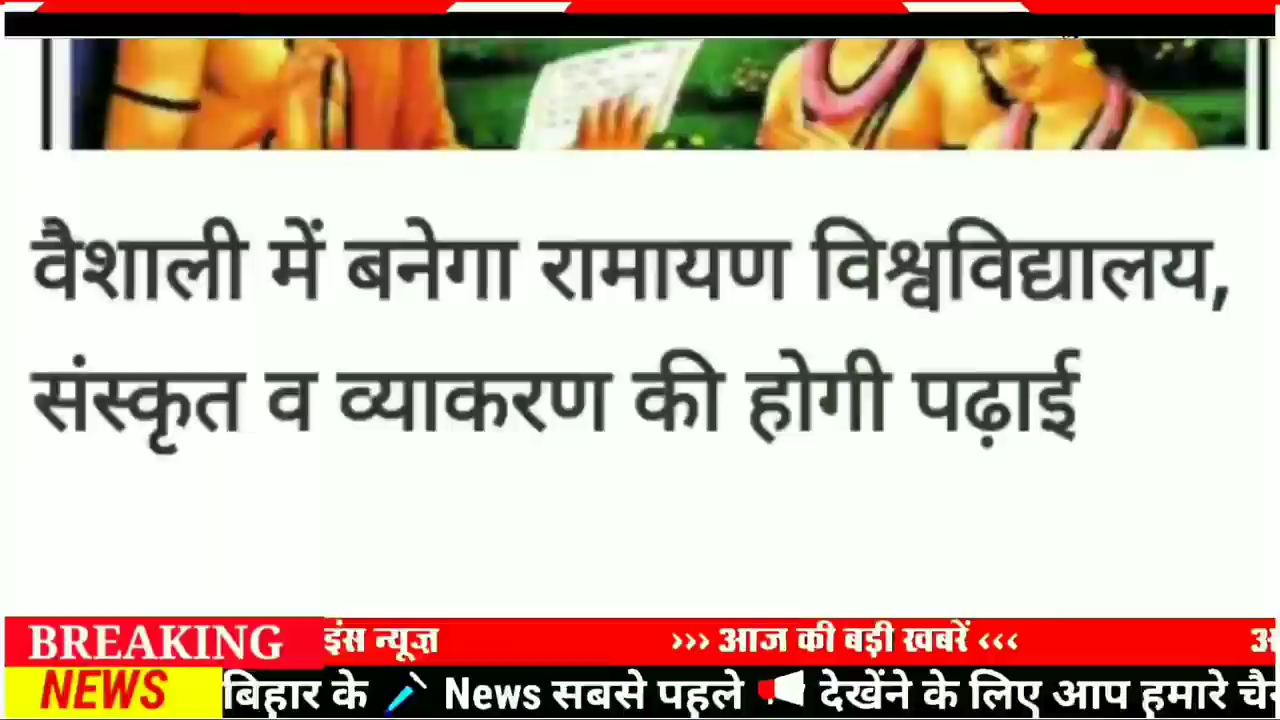 वैशाली में बनेगा रामायण विश्वविद्यालय,
संस्कृत व व्याकरण की होगी पढ़ाई
BREAKING
इंस न्यूज़
››› आज की बड़ी खबरें ‹‹‹
NEWS
बिहार के News सबसे पहले देखेंने के लिए आप हमारे